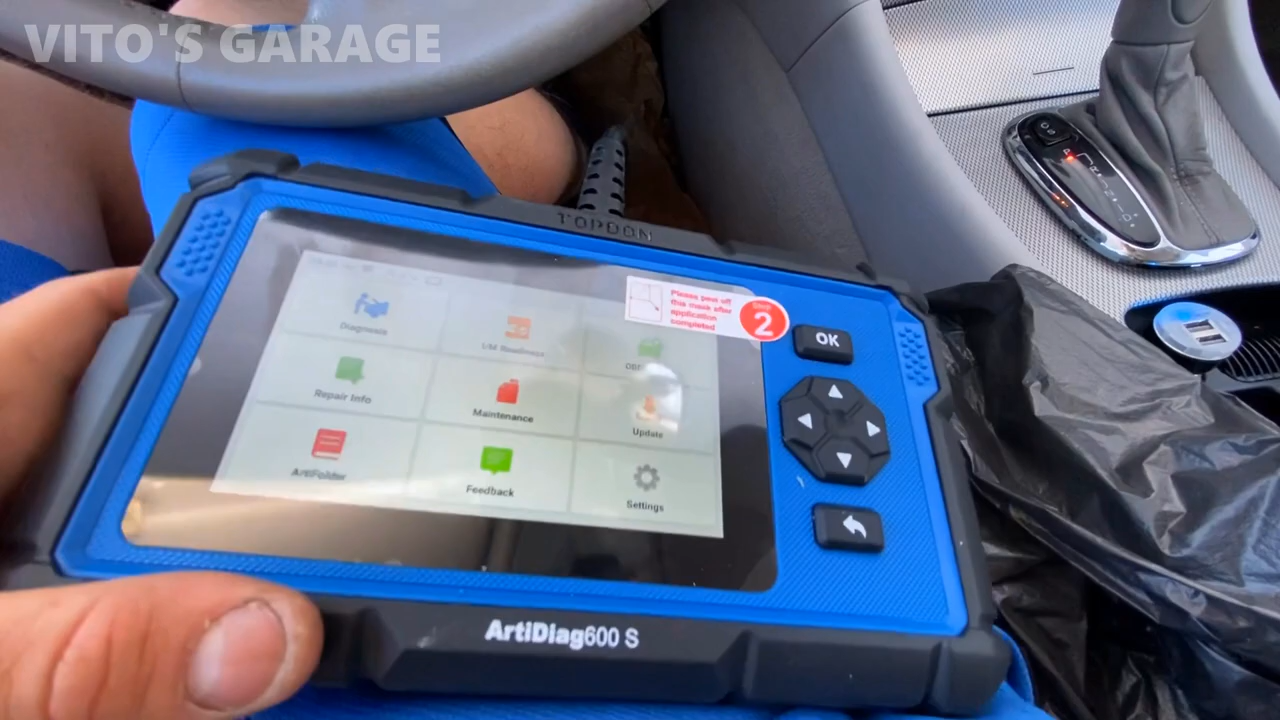 VITO'S GARAGE
TOPDON
Please peel off
this mask after
application
completed
2
OK
Diagnosis
I/M Readiness
Repair Info
Maintenance
Update
ArtiFolder
Feedback
Settings
ArtiDiag600 S